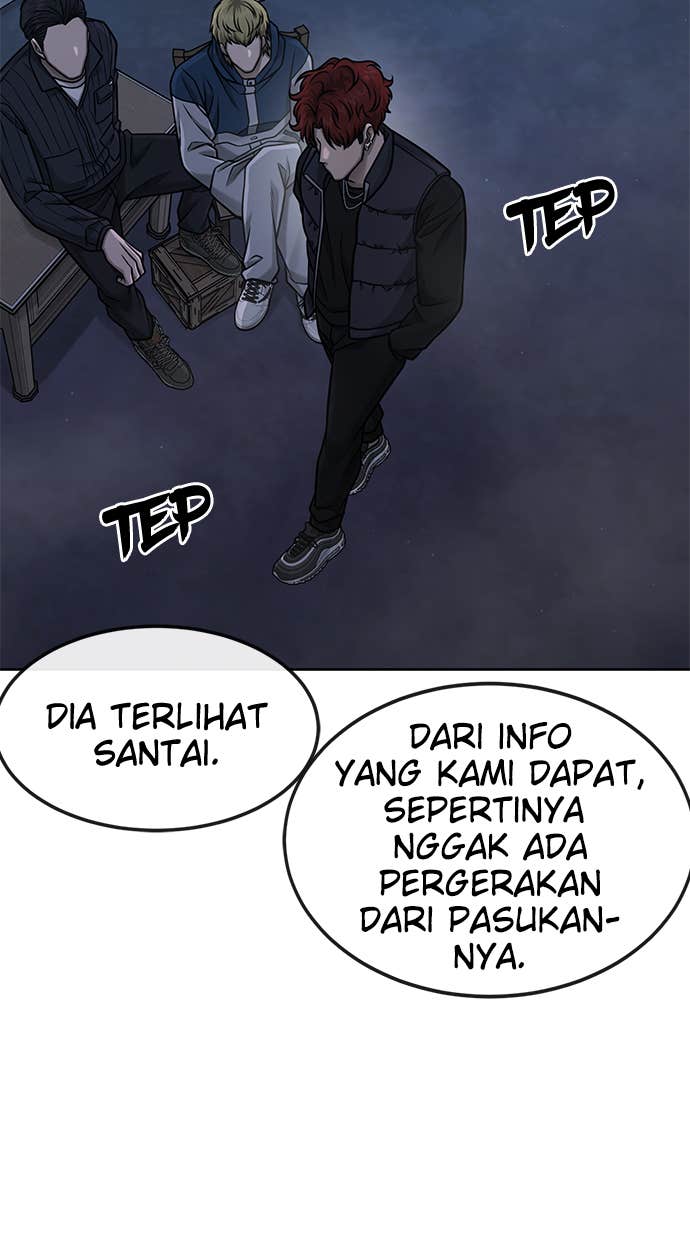 TEP
TEP
DIA TERLIHAT
SANTAI.
DARI INFO
YANG KAMI DAPAT,
SEPERTINYA
NGGAK ADA
PERGERAKAN
DARI PASUKAN-
NYA.